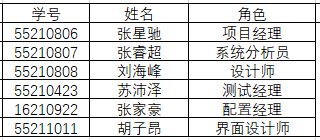 学号 姓名 角色
55210806 张星驰 项目经理
55210807 张睿超 系统分析员
55210808 刘海峰 设计师
55210423 苏沛泽 测试经理
16210922 张家豪 配置经理
55211011 胡子昂 界面设计师